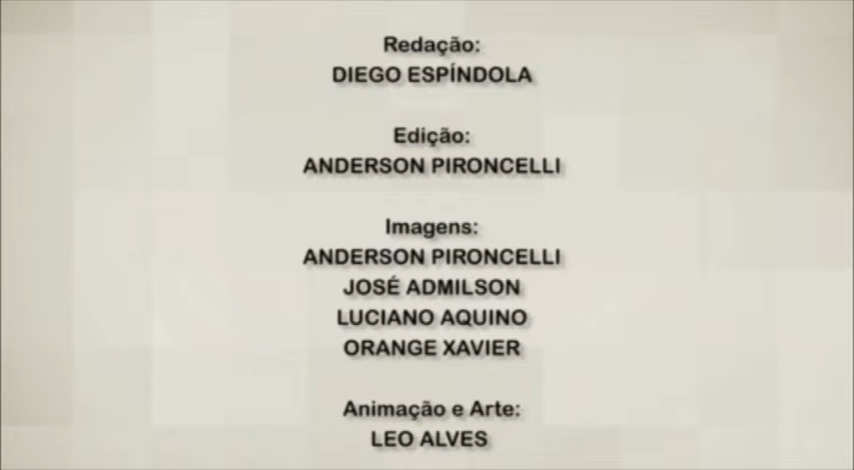 Redação:
DIEGO ESPÍNDOLA
Edição:
ANDERSON PIRONCELLI
Imagens:
ANDERSON PIRONCELLI
JOSÉ ADMILSON
LUCIANO AQUINO
ORANGE XAVIER
Animação e Arte:
LEO ALVES